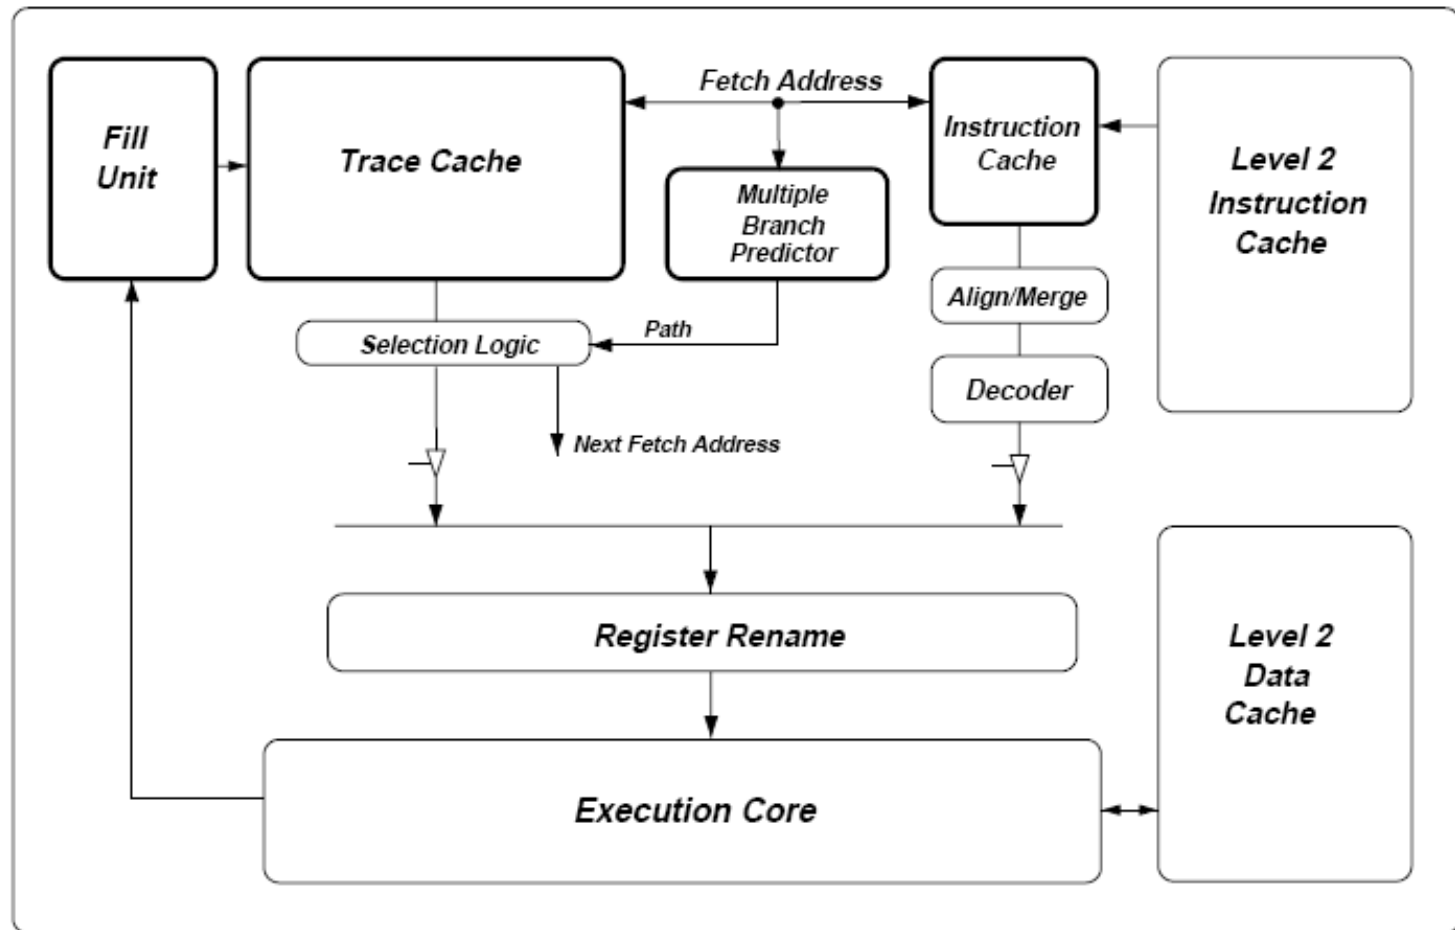 Fill
Unit
Trace Cache
Fetch Address
Multiple
Branch
Predictor
Instruction
Cache
Level 2
Instruction
Cache
Align/Merge
Selection Logic
Path
Decoder
Next Fetch Address
Register Rename
Level 2
Data
Cache
Execution Core